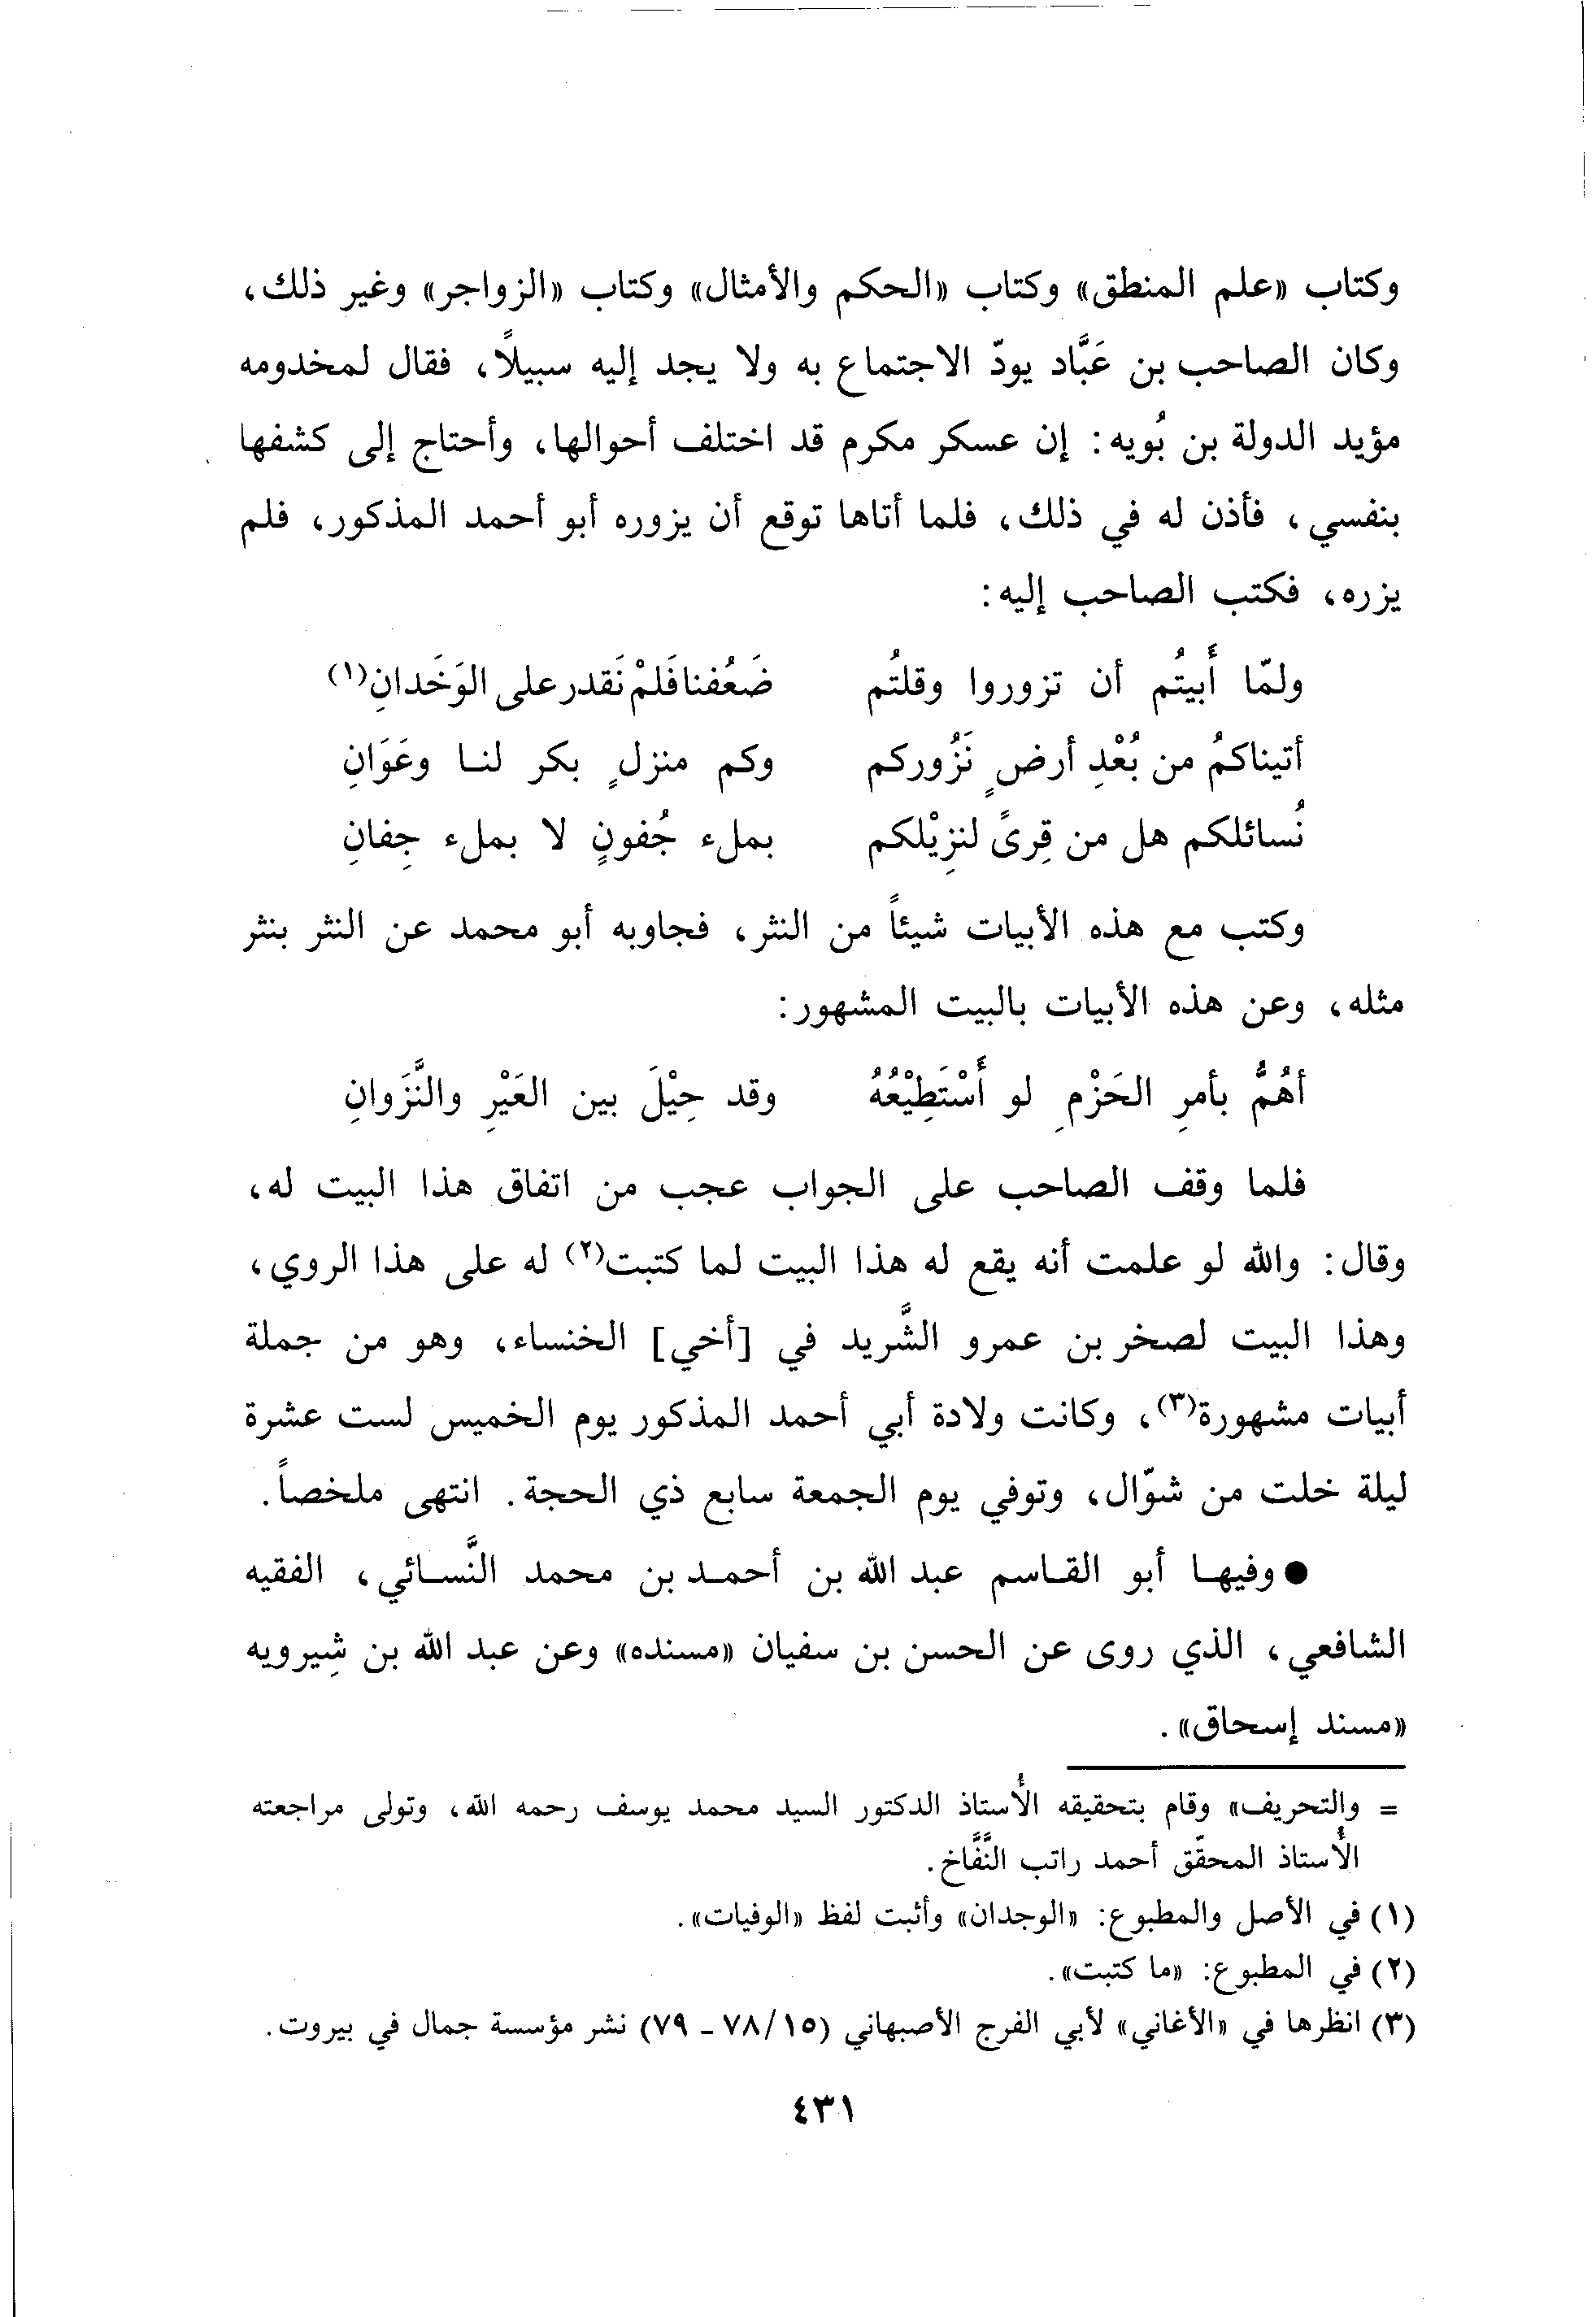 وكتاب «علم المنطق» وكتاب «الحكم والأمثال» وكتاب «الزواجر» وغير ذلك،
وكان الصاحب بن عَبَّاد يودّ الاجتماع به ولا يجد إليه سبيلًا، فقال لمخدومه
مؤيد الدولة بن بُويه: إن عسكر مكرم قد اختلف أحوالها، وأحتاج إلى كشفها
بنفسي، فأذن له في ذلك، فلما أتاها توقع أن يزوره أبو أحمد المذكور، فلم
يزره، فكتب الصاحب إليه:
ولمّا أَبيتُم أن تزوروا وقلتُم ضَعُفنا فَلمْ نَقدر على الوَخَدانِ(١)
أتيناكمُ من بُعْدِ أرضٍ نَزُوركم وكم منزلٍ بكر لنا وعَوَانِ
نُسائلكم هل من قِرىً لنزِيْلكم بملء جُفونٍ لا بملء جِفانِ
وكتب مع هذه الأبيات شيئاً من النثر، فجاوبه أبو محمد عن النثر بنثر
مثله، وعن هذه الأبيات بالبيت المشهور:
أهُمُّ بأمرِ الحَزْمِ لو أَسْتَطِيْعُهُ وقد حِيْلَ بين العَيْرِ والنَّزَوانِ
فلما وقف الصاحب على الجواب عجب من اتفاق هذا البيت له،
وقال: والله لو علمت أنه يقع له هذا البيت لما كتبت(٢) له على هذا الروي،
وهذا البيت لصخر بن عمرو الشَّريد في [أخي] الخنساء، وهو من جملة
أبيات مشهورة(٣)، وكانت ولادة أبي أحمد المذكور يوم الخميس لست عشرة
ليلة خلت من شوّال، وتوفي يوم الجمعة سابع ذي الحجة. انتهى ملخصاً.
● وفيها أبو القاسم عبد الله بن أحمد بن محمد النَّسائي، الفقيه
الشافعي، الذي روى عن الحسن بن سفيان «مسنده» وعن عبد الله بن شِيرويه
«مسند إسحاق».
= والتحريف» وقام بتحقيقه الأُستاذ الدكتور السيد محمد يوسف رحمه الله، وتولى مراجعته
الأُستاذ المحقّق أحمد راتب النَّفَّاخ.
(١) في الأصل والمطبوع: «الوجدان» وأثبت لفظ «الوفيات».
(٢) في المطبوع: «ما كتبت».
(٣) انظرها في «الأغاني» لأبي الفرج الأصبهاني (١٥/ ٧٨ - ٧٩) نشر مؤسسة جمال في بيروت.
٤٣١